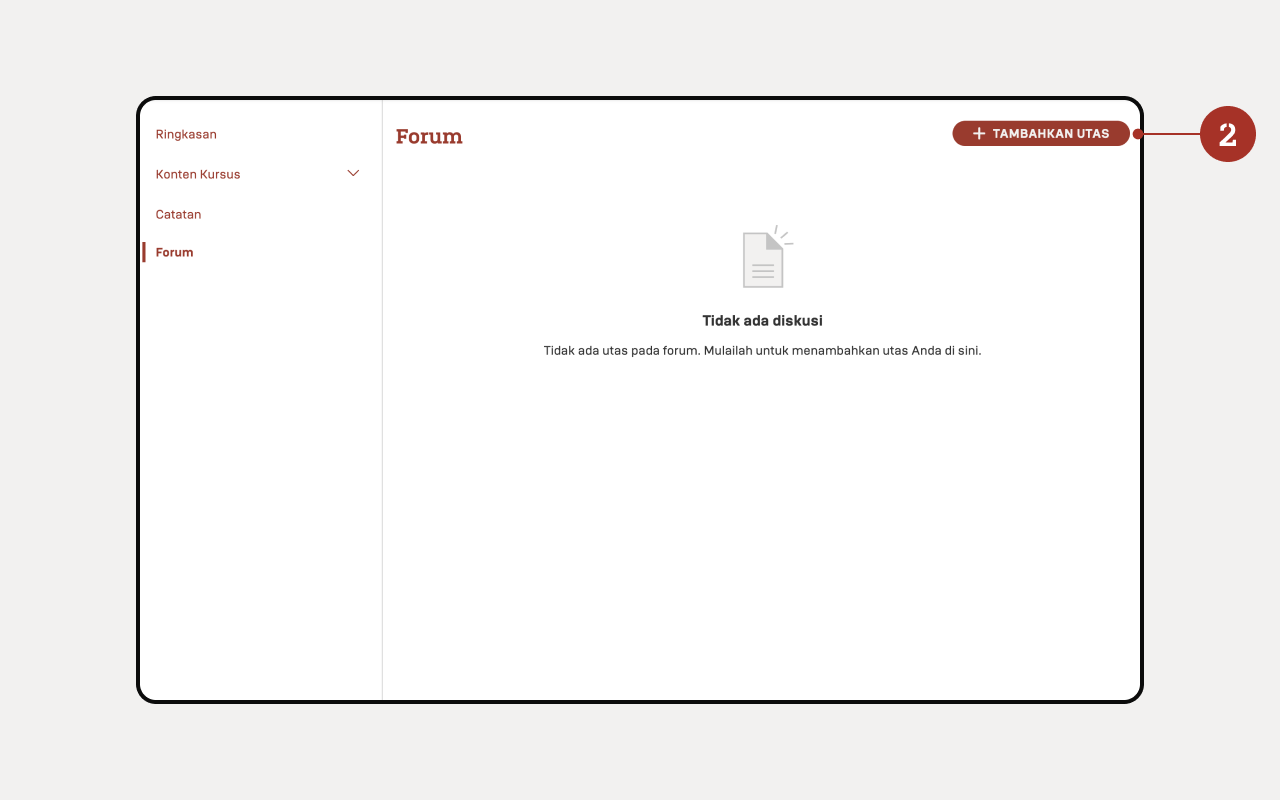 Ringkasan
Konten Kursus
Catatan
Forum
Forum
TAMBAHKAN UTAS
2
Tidak ada diskusi
Tidak ada utas pada forum. Mulailah untuk menambahkan utas Anda di sini.